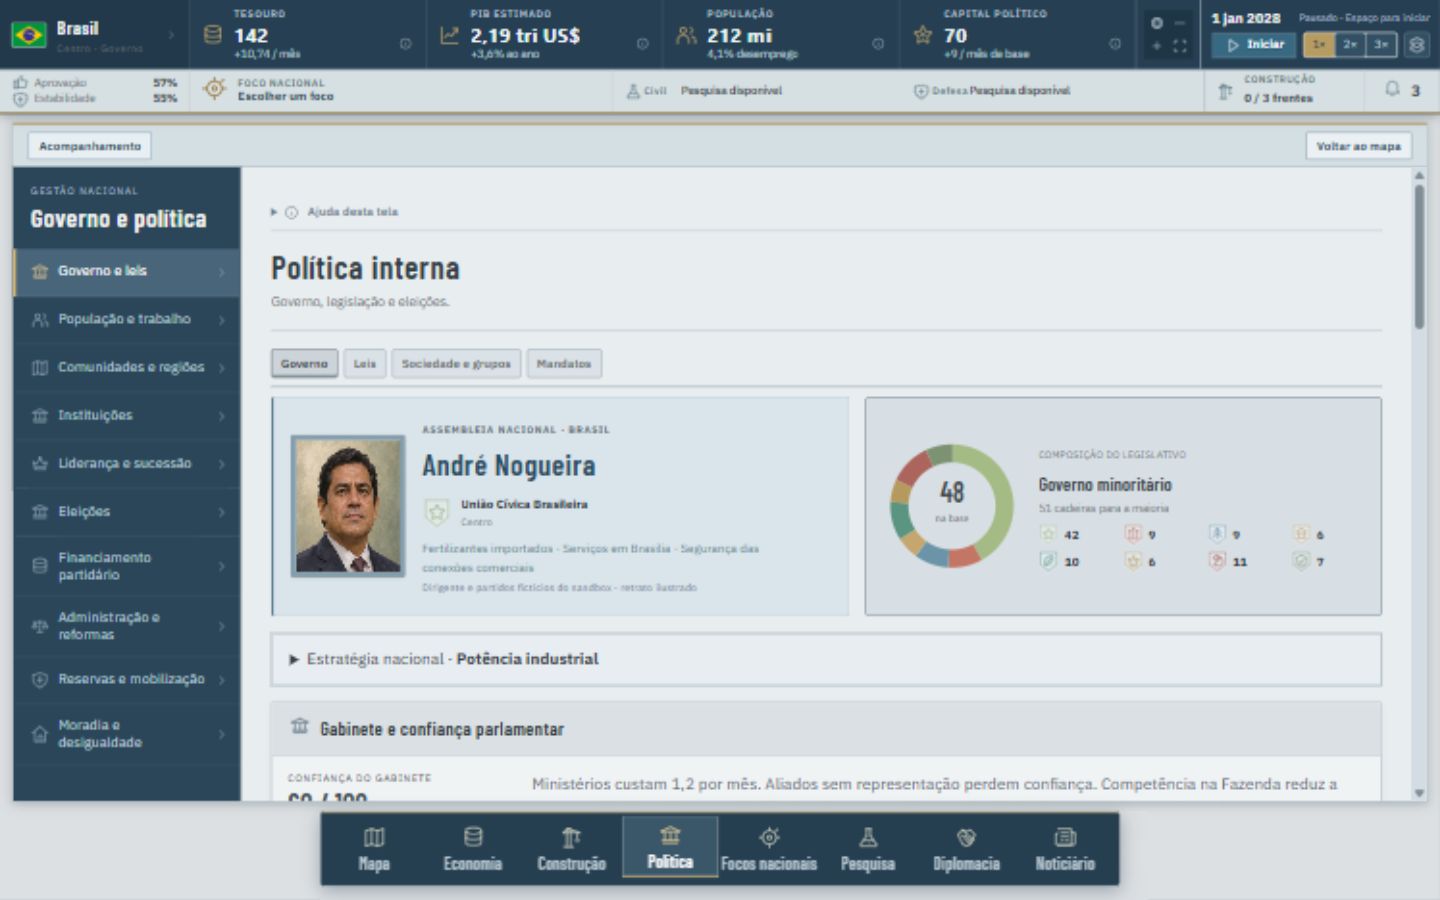 Brasil
Centro - Governo
TESOURO
142
+10,74 / mês
PIB ESTIMADO
2,19 tri US$
+3,6% ao ano
POPULAÇÃO
212 mi
4,1% desemprego
CAPITAL POLÍTICO
70
+9 / mês de base
1 jan 2028
Pausado - Espaço para iniciar
Iniciar
1×
2×
3×
Aprovação
57%
Estabilidade
55%
FOCO NACIONAL
Escolher um foco
Civil
Pesquisa disponível
Defesa
Pesquisa disponível
CONSTRUÇÃO
0 / 3 frentes
3
Acompanhamento
Voltar ao mapa
GESTÃO NACIONAL
Governo e política
Governo e leis
População e trabalho
Comunidades e regiões
Instituições
Liderança e sucessão
Eleições
Financiamento
partidário
Administração e
reformas
Reservas e mobilização
Moradia e
desigualdade
Ajuda desta tela
Política interna
Governo, legislação e eleições.
Governo
Leis
Sociedade e grupos
Mandatos
ASSEMBLEIA NACIONAL - BRASIL
André Nogueira
União Cívica Brasileira
Centro
Fertilizantes importados - Serviços em Brasília - Segurança das
conexões comerciais
Dirigente e partidos fictícios do sandbox - retrato ilustrado
48
na base
COMPOSIÇÃO DO LEGISLATIVO
Governo minoritário
51 cadeiras para a maioria
42
9
9
6
10
6
11
7
Estratégia nacional - Potência industrial
Gabinete e confiança parlamentar
CONFIANÇA DO GABINETE
60 / 100
Ministérios custam 1,2 por mês. Aliados sem representação perdem confiança. Competência na Fazenda reduz a
Mapa
Economia
Construção
Política
Focos nacionais
Pesquisa
Diplomacia
Noticiário